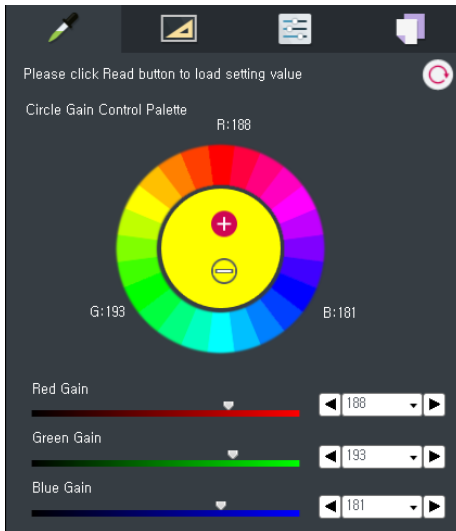 Please click Read button to load setting value
Circle Gain Control Palette
R:188
G:193
B:181
Red Gain
188
Green Gain
193
Blue Gain
181